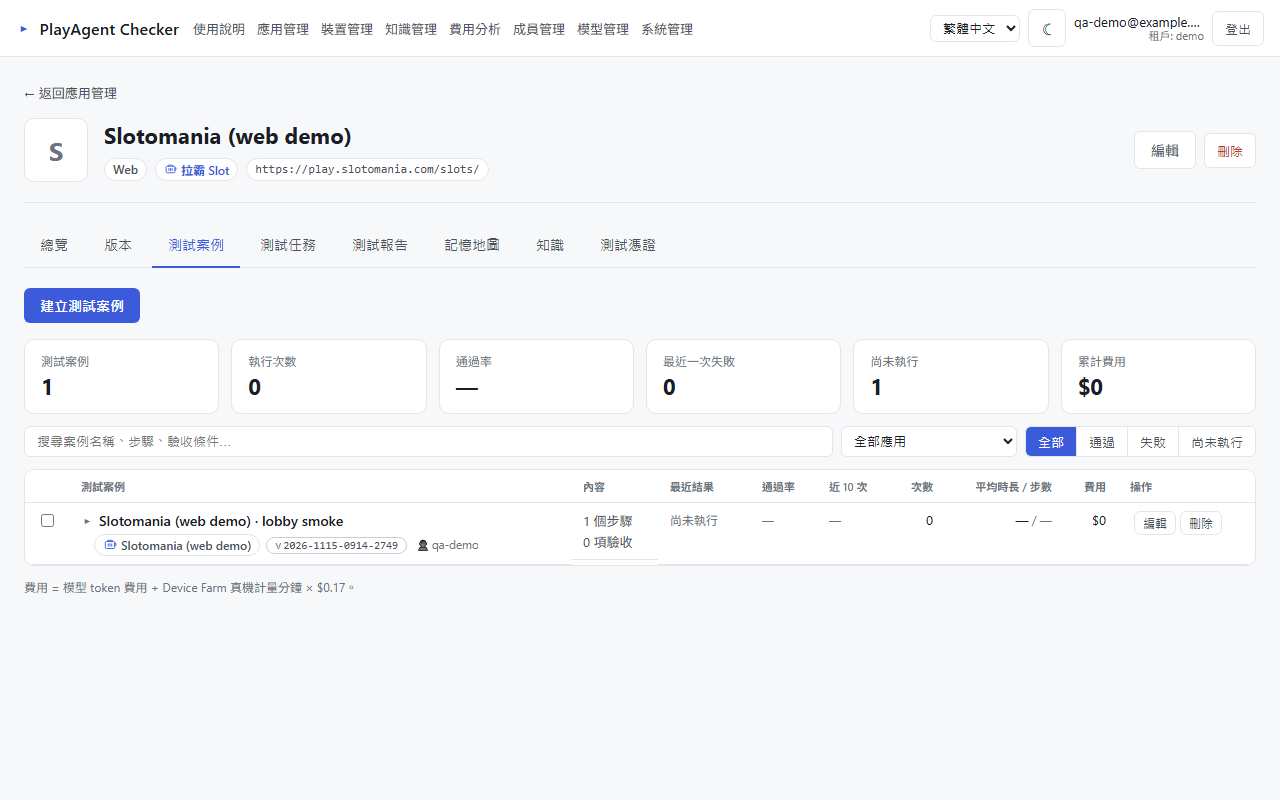 PlayAgent Checker 使用說明 應用管理 裝置管理 知識管理 費用分析 成員管理 模型管理 系統管理 繁體中文 qa-demo@example.... 登出
租戶: demo
← 返回應用管理
S
Slotomania (web demo)
Web 拉霸 Slot https://play.slotomania.com/slots/
編輯 刪除
總覽 版本 測試案例 測試任務 測試報告 記憶地圖 知識 測試憑證
建立測試案例
測試案例 執行次數 通過率 最近一次失敗 尚未執行 累計費用
1 0 — 0 1 $0
搜尋案例名稱、步驟、驗收條件... 全部應用 全部 通過 失敗 尚未執行
測試案例 內容 最近結果 通過率 近 10 次 次數 平均時長 / 步數 費用 操作
Slotomania (web demo) · lobby smoke 1 個步驟 尚未執行 — — 0 — / — $0 編輯 刪除
Slotomania (web demo) v2026-1115-0914-2749 qa-demo 0 項驗收
費用 = 模型 token 費用 + Device Farm 真機計量分鐘 × $0.17。